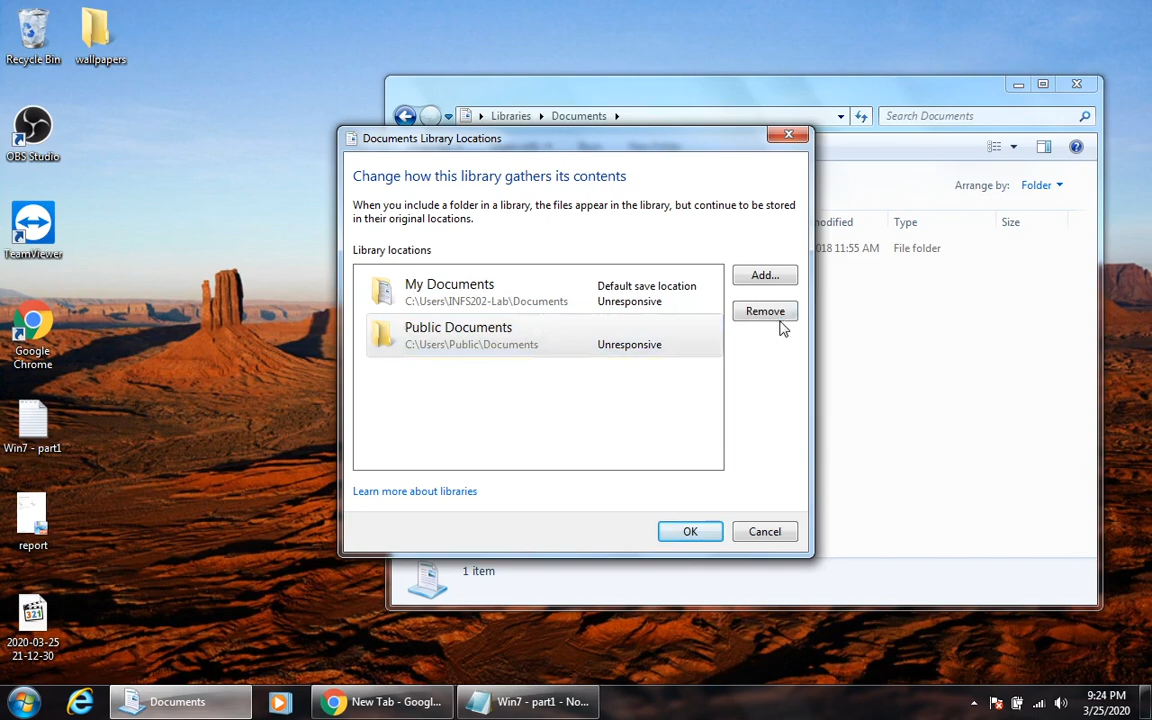 Recycle Bin
wallpapers
OBS Studio
TeamViewer
Google
Chrome
Win7 - part1
report
321
2020-03-25
21-12-30
Libraries Documents
Search Documents
Arrange by: Folder
Type
Size
018 11:55 AM
File folder
1 item
Documents Library Locations
Change how this library gathers its contents
When you include a folder in a library, the files appear in the library, but continue to be stored
in their original locations.
Library locations
My Documents
Default save location
C:\Users\INFS202-Lab\Documents
Unresponsive
Public Documents
C:\Users\Public\Documents
Unresponsive
Add...
Remove
Learn more about libraries
OK
Cancel
Documents
New Tab - Googl...
Win7 - part1 - No...
9:24 PM
3/25/2020